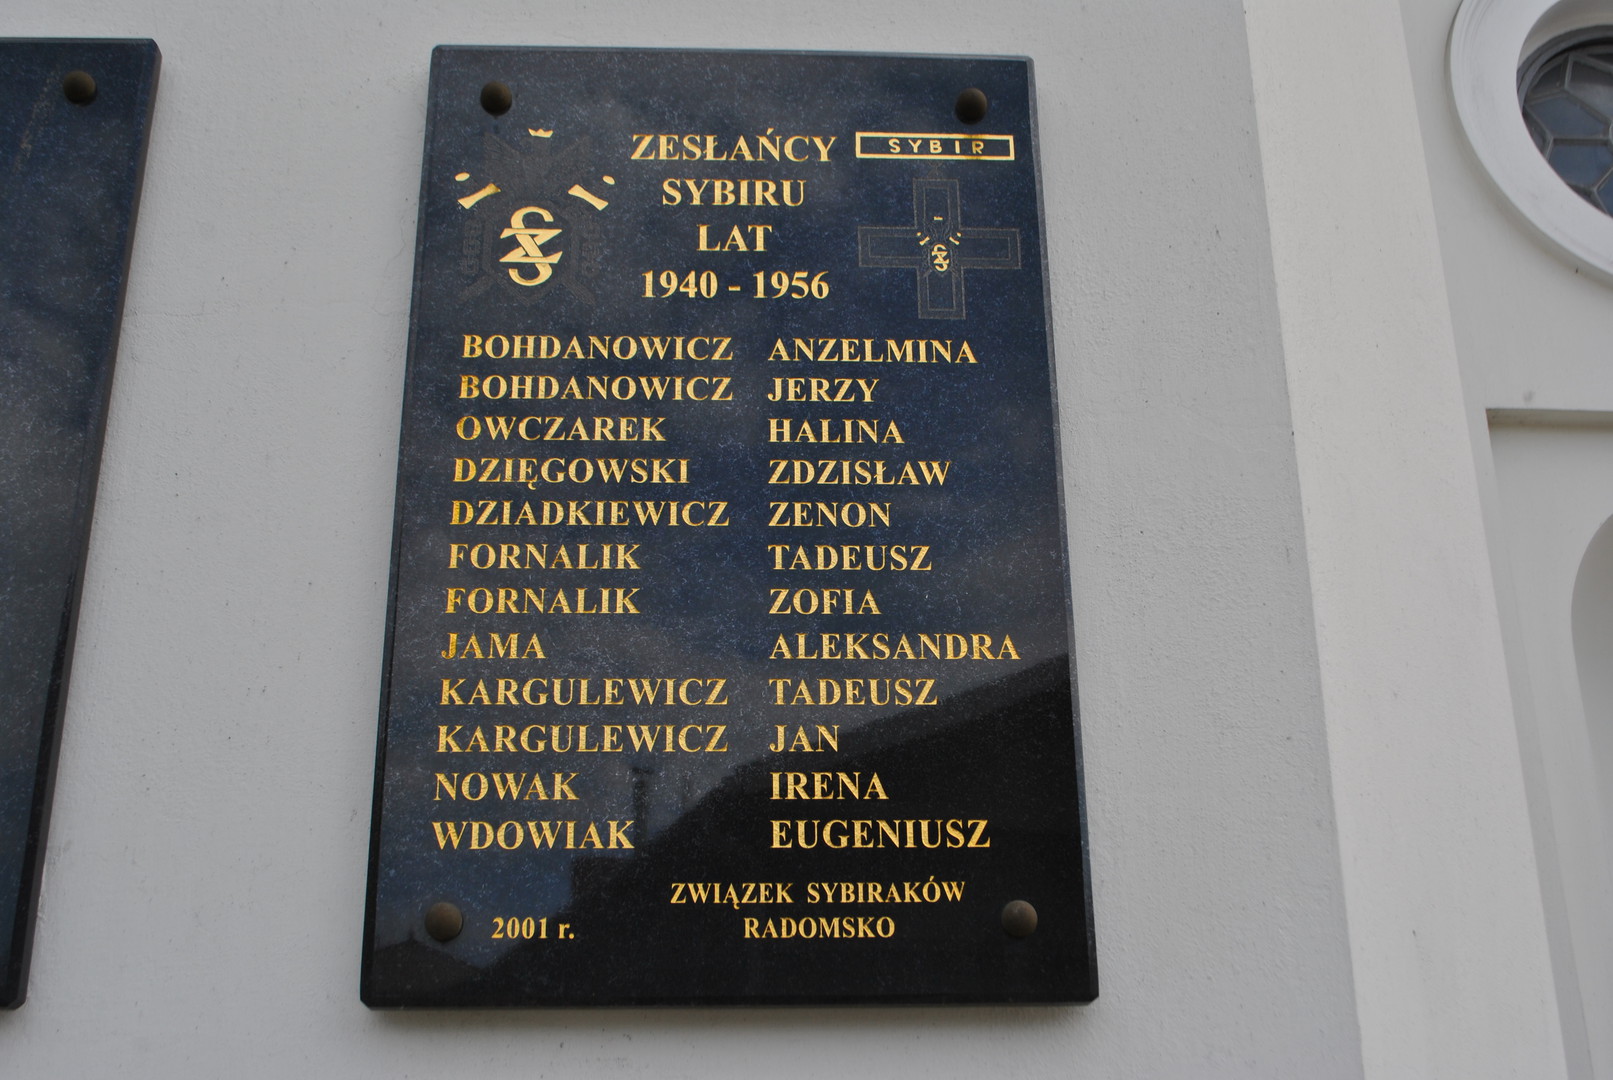 ZESŁAŃCY
SYBIRU
LAT
1940 - 1956
SYBIR
BOHDANOWICZ ANZELMINA
BOHDANOWICZ JERZY
OWCZAREK HALINA
DZIĘGOWSKI ZDZISŁAW
DZIADKIEWICZ ZENON
FORNALIK TADEUSZ
FORNALIK ZOFIA
JAMA ALEKSANDRA
KARGULEWICZ TADEUSZ
KARGULEWICZ JAN
NOWAK IRENA
WDOWIAK EUGENIUSZ
ZWIĄZEK SYBIRAKÓW
2001 r. RADOMSKO